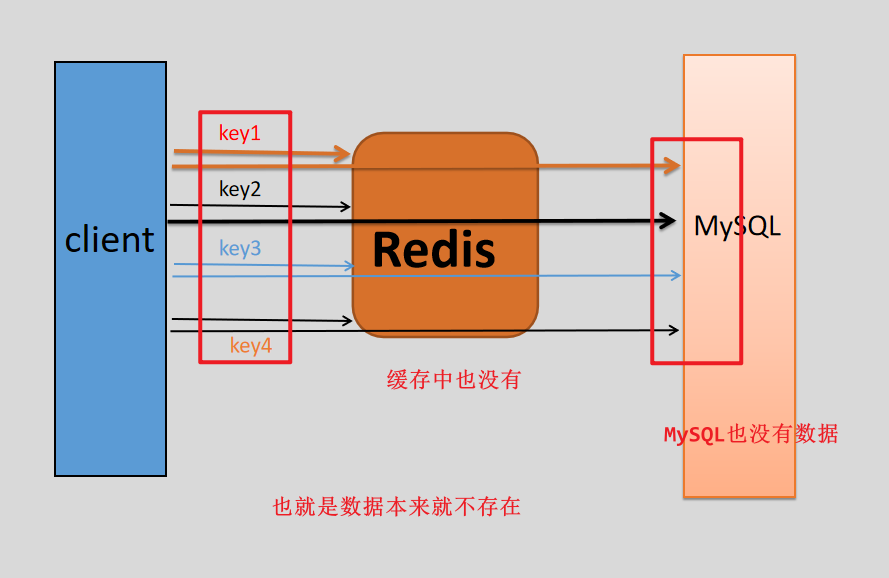 key1
key2
client
key3
Redis
MySQL
key4
缓存中也没有
MySQL也没有数据
也就是数据本来就不存在